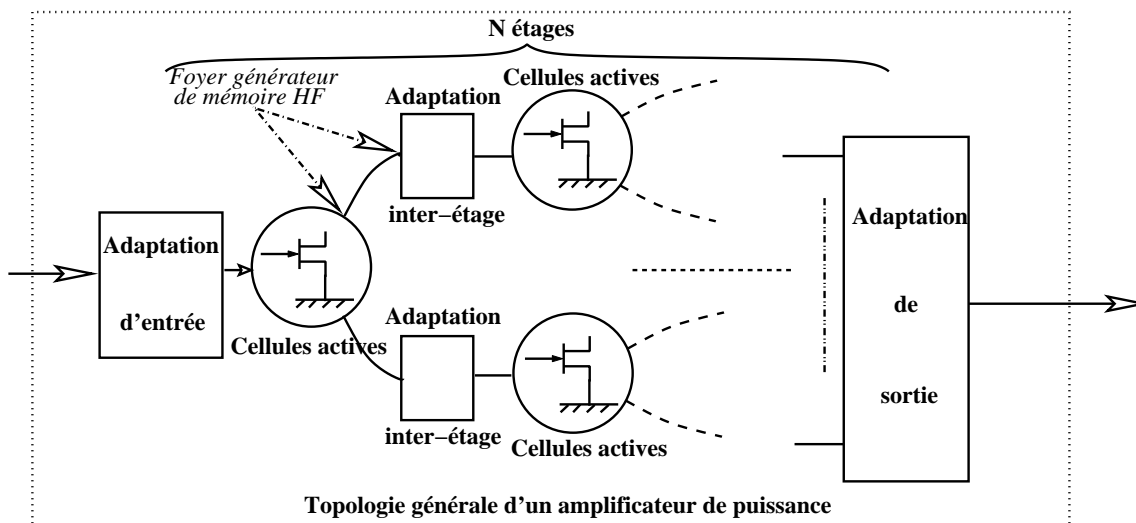 N étages
Foyer générateur
de mémoire HF
Cellules actives
Adaptation
inter−étage
Adaptation
d’entrée
Cellules actives
Adaptation
inter−étage
Cellules actives
Adaptation
de
sortie
Topologie générale d’un amplificateur de puissance